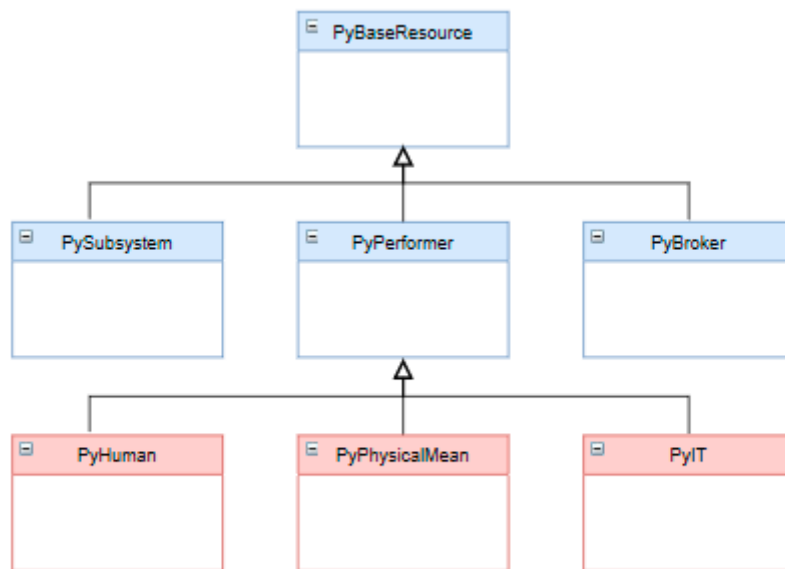 PyBaseResource
PySubsystem
PyPerformer
PyBroker
PyHuman
PyPhysicalMean
PyIT